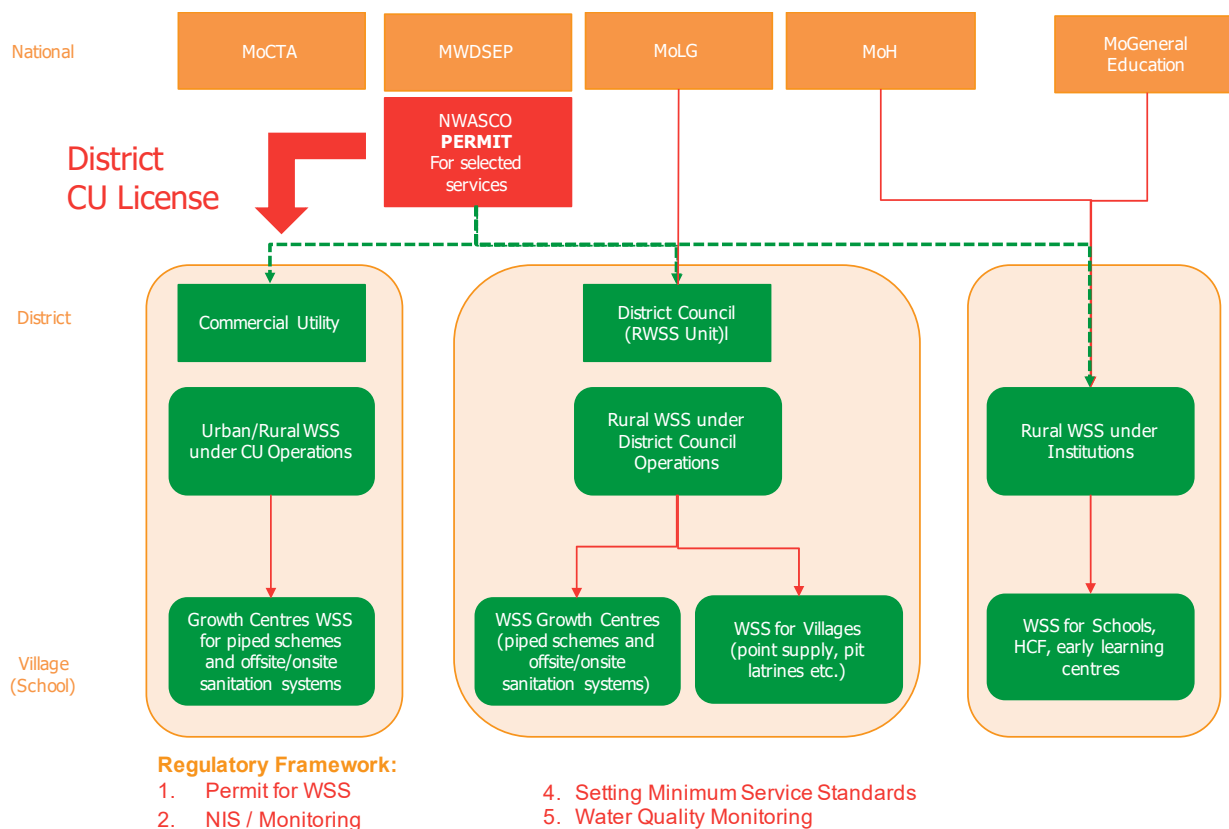 National
MoCTA
MWDSEP
MoLG
MoH
MoGeneral
Education
NWASCO
PERMIT
For selected
services
District
CU License
District
Commercial Utility
District Council
(RWSS Unit)l
Urban/Rural WSS
under CU Operations
Rural WSS under
District Council
Operations
Rural WSS under
Institutions
Village
(School)
Growth Centres WSS
for piped schemes
and offsite/onsite
sanitation systems
WSS Growth Centres
(piped schemes and
offsite/onsite
sanitation systems)
WSS for Villages
(point supply, pit
latrines etc.)
WSS for Schools,
HCF, early learning
centres
Regulatory Framework:
1. Permit for WSS
2. NIS / Monitoring
4. Setting Minimum Service Standards
5. Water Quality Monitoring